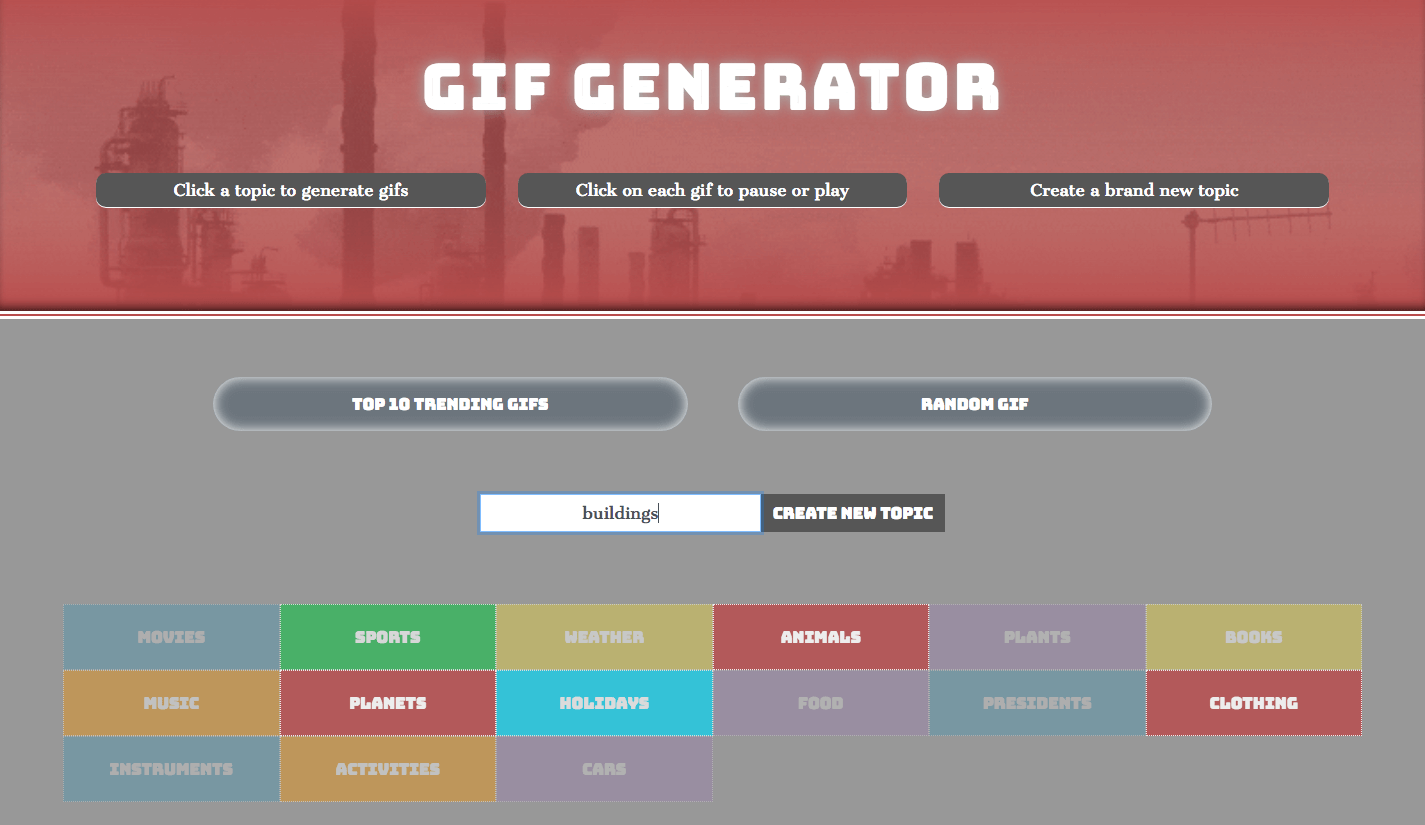 GIF GENERATOR
Click a topic to generate gifs
Click on each gif to pause or play
Create a brand new topic
TOP 10 TRENDING GIFS
RANDOM GIF
buildings
CREATE NEW TOPIC
MOVIES
SPORTS
WEATHER
ANIMALS
PLANTS
BOOKS
MUSIC
PLANETS
HOLIDAYS
FOOD
PRESIDENTS
CLOTHING
INSTRUMENTS
ACTIVITIES
CARS